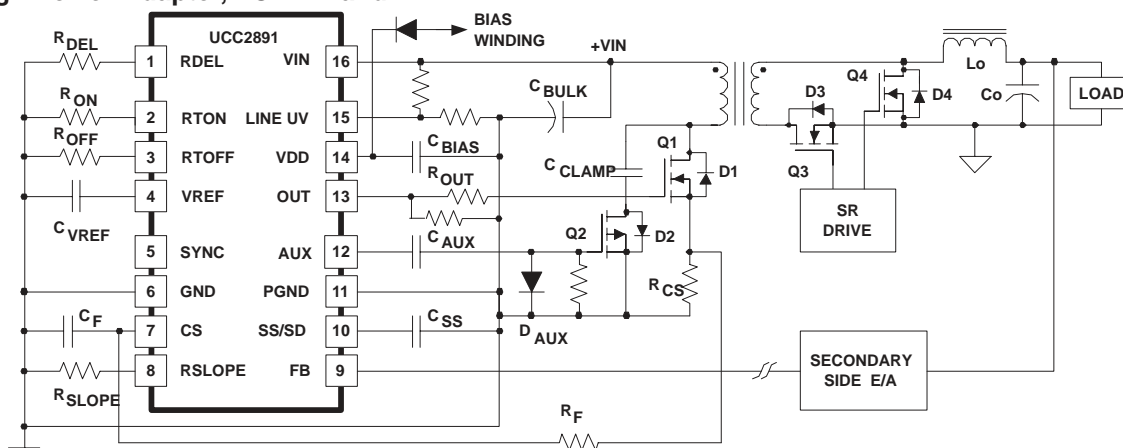 UCC2891
BIAS
WINDING
+VIN
R DEL
1 RDEL VIN 16
R ON
2 RTON LINE UV 15
R OFF
3 RTOFF VDD 14
4 VREF OUT 13
C VREF
5 SYNC AUX 12
6 GND PGND 11
C F
7 CS SS/SD 10
8 RSLOPE FB 9
R SLOPE
C BULK
C BIAS
R OUT
C AUX
C SS
D AUX
C CLAMP
Q1
D1
Q2
D2
R CS
R F
Q3
D3
Q4
D4
Lo
Co
LOAD
SR
DRIVE
SECONDARY
SIDE E/A